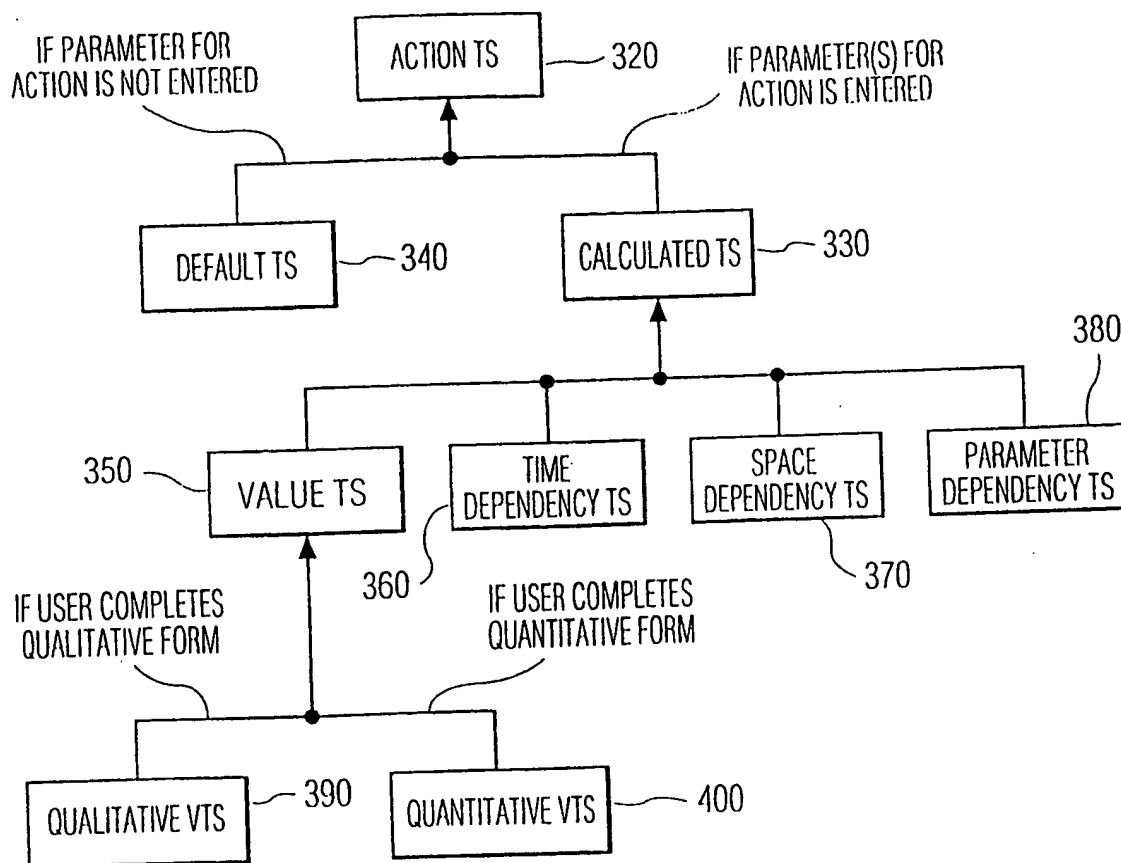 IF PARAMETER FOR
ACTION IS NOT ENTERED
ACTION TS
320
IF PARAMETER(S) FOR
ACTION IS ENTERED
DEFAULT TS
340
CALCULATED TS
330
380
350
VALUE TS
TIME
DEPENDENCY TS
SPACE
DEPENDENCY TS
PARAMETER
DEPENDENCY TS
360
370
IF USER COMPLETES
QUALITATIVE FORM
IF USER COMPLETES
QUANTITATIVE FORM
QUALITATIVE VTS
390
QUANTITATIVE VTS
400